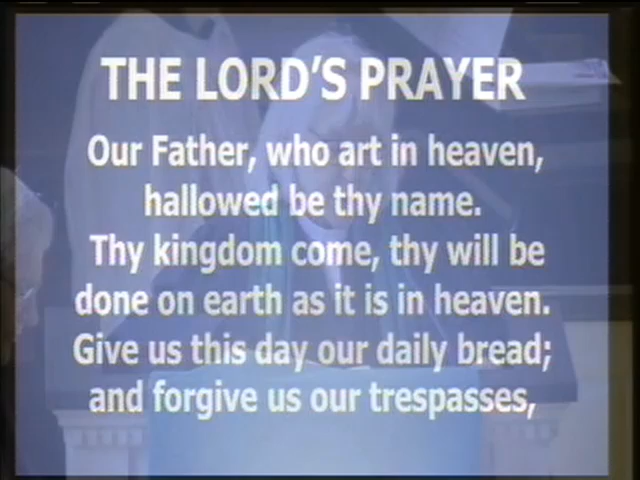 THE LORD'S PRAYER
Our Father, who art in heaven,
hallowed be thy name.
Thy kingdom come, thy will be
done on earth as it is in heaven.
Give us this day our daily bread;
and forgive us our trespasses,